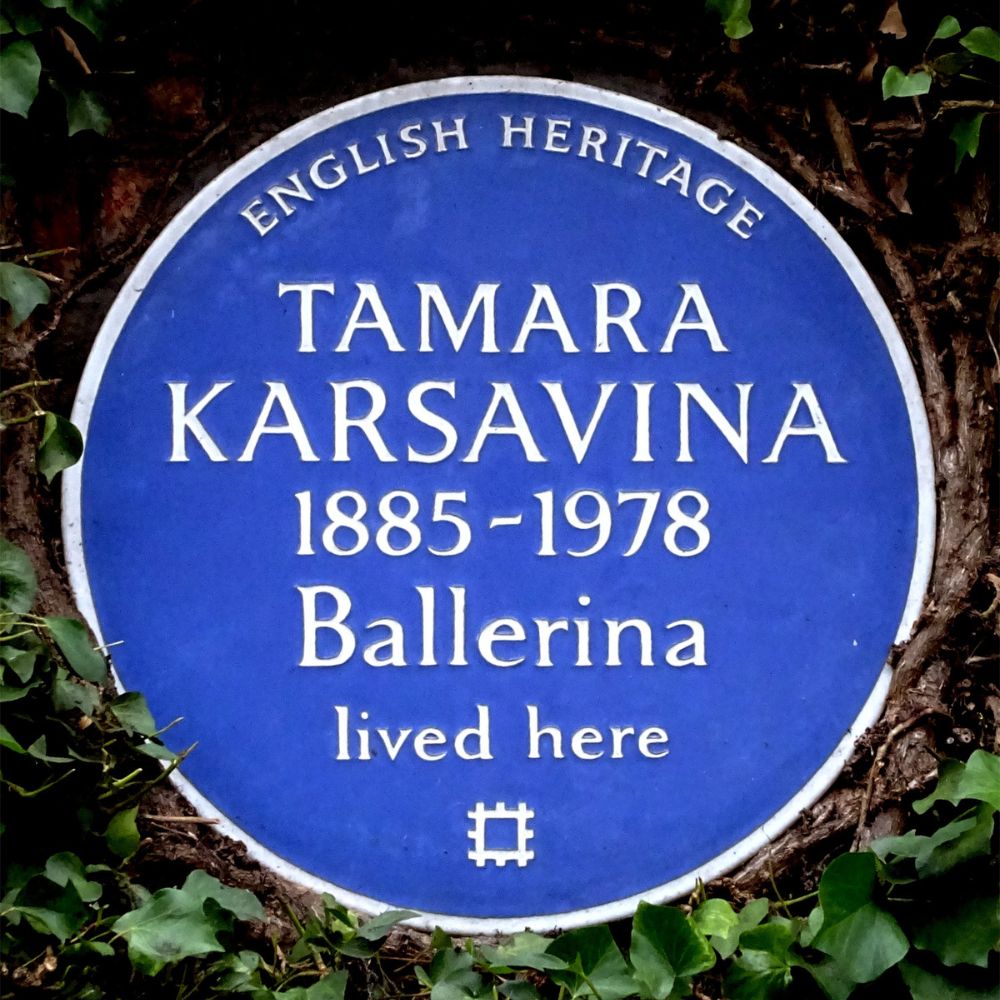 ENGLISH HERITAGE
TAMARA
KARSAVINA
1885-1978
Ballerina
lived here